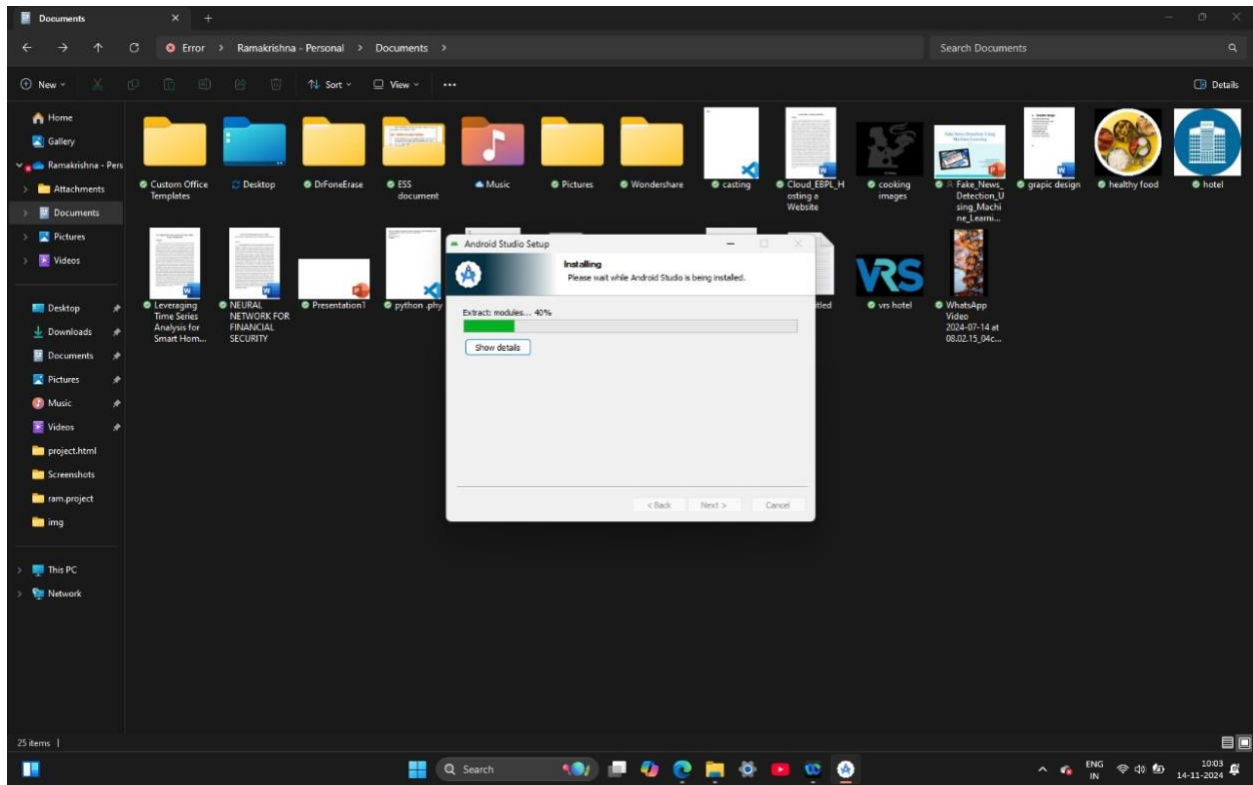 Documents
Error > Ramakrishna - Personal > Documents >
Search Documents
New
Sort
View
Details
Home
Gallery
Ramakrishna - Pers
Attachments
Documents
Pictures
Videos
Desktop
Downloads
Documents
Pictures
Music
Videos
project.html
Screenshots
ram.project
img
This PC
Network
Custom Office
Templates
Desktop
DrFoneErase
ESS
document
Music
Pictures
Wondershare
casting
Cloud_EBPL_H
osting a
Website
cooking
images
Fake_News_
Detection_U
sing_Machi
ne_Learni...
grapic design
healthy food
hotel
Leveraging
Time Series
Analysis for
Smart Hom...
NEURAL
NETWORK FOR
FINANCIAL
SECURITY
Presentation1
python .phy
VRS
vrs hotel
WhatsApp
Video
2024-07-14 at
08.02.15_04c...
Android Studio Setup
Installing
Please wait while Android Studio is being installed.
Extract: modules... 40%
Show details
< Back
Next >
Cancel
25 items
Search
ENG
IN
10:03
14-11-2024